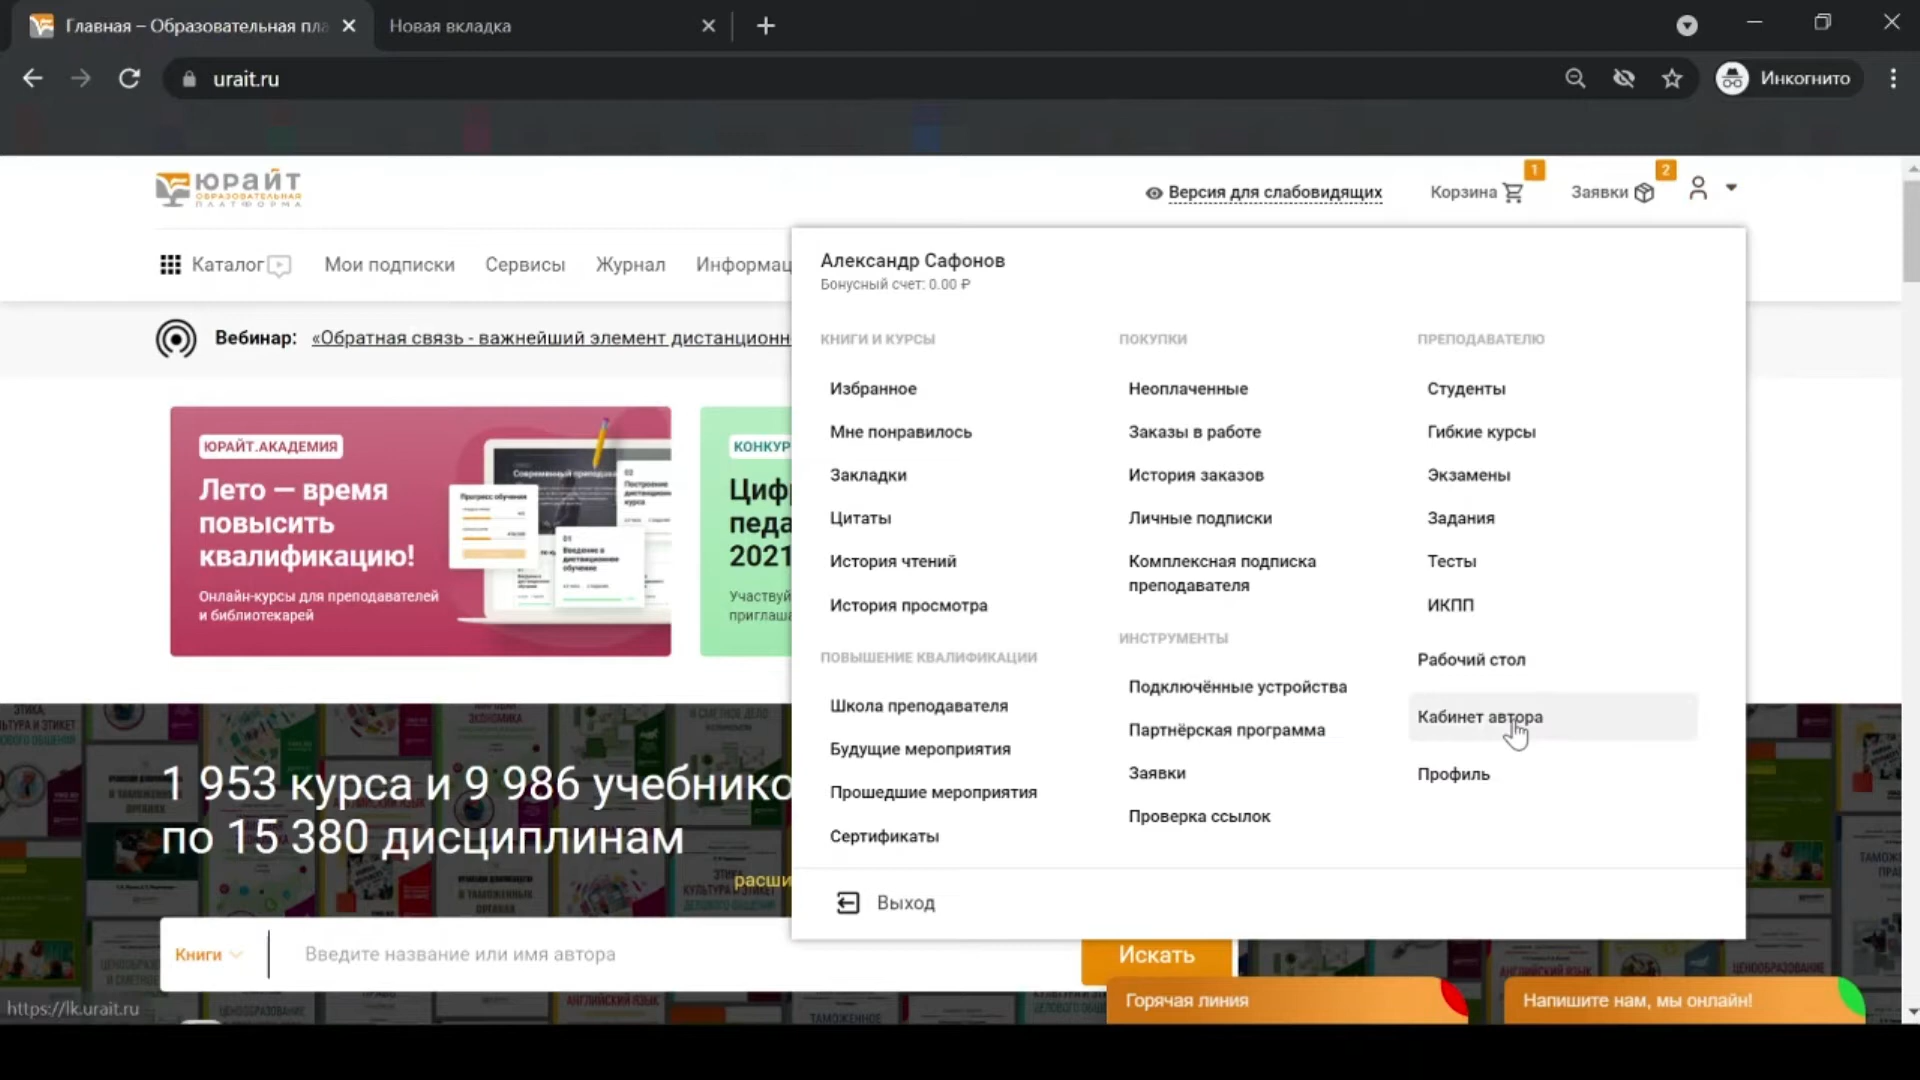 Главная – Образовательная пла
Новая вкладка
urait.ru
Инкогнито
ЮРАЙТ
ОБРАЗОВАТЕЛЬНАЯ
ПЛАТФОРМА
Версия для слабовидящих
Корзина
1
Заявки
2
Каталог
Мои подписки
Сервисы
Журнал
Информац
Вебинар: «Обратная связь - важнейший элемент дистанционн
ЮРАЙТ.АКАДЕМИЯ
Лето — время
повысить
квалификацию!
Онлайн-курсы для преподавателей
и библиотекарей
КОНКУР
Циф
педа
2021
Участвуй
приглаша
Александр Сафонов
Бонусный счет: 0.00 ₽
КНИГИ И КУРСЫ
Избранное
Мне понравилось
Закладки
Цитаты
История чтений
История просмотра
ПОВЫШЕНИЕ КВАЛИФИКАЦИИ
Школа преподавателя
Будущие мероприятия
Прошедшие мероприятия
Сертификаты
ПОКУПКИ
Неоплаченные
Заказы в работе
История заказов
Личные подписки
Комплексная подписка
преподавателя
ИНСТРУМЕНТЫ
Подключённые устройства
Партнёрская программа
Заявки
Проверка ссылок
ПРЕПОДАВАТЕЛЮ
Студенты
Гибкие курсы
Экзамены
Задания
Тесты
ИКПП
Рабочий стол
Кабинет автора
Профиль
Выход
1 953 курса и 9 986 учебнико
по 15 380 дисциплинам
расши
Книги
Введите название или имя автора
Искать
Горячая линия
Напишите нам, мы онлайн!
https://lk.urait.ru